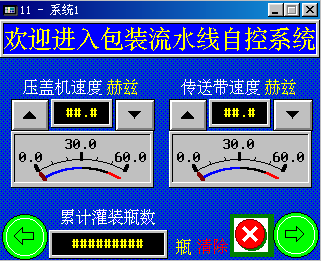 11 - 系统1
欢迎进入包装流水线自控系统
压盖机速度 赫兹 传送带速度 赫兹
##.# ##.#
30.0 30.0
0.0 60.0 0.0 60.0
累计灌装瓶数
######### 瓶 清除